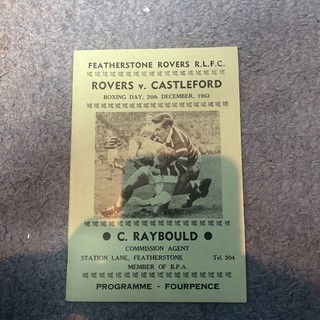 FEATHERSTONE ROVERS R.L.F.C.
ROVERS v. CASTLEFORD
BOXING DAY, 26th DECEMBER, 1963
● C. RAYBOULD ●
COMMISSION AGENT
STATION LANE, FEATHERSTONE Tel. 204
MEMBER OF B.P.A.
PROGRAMME - FOURPENCE